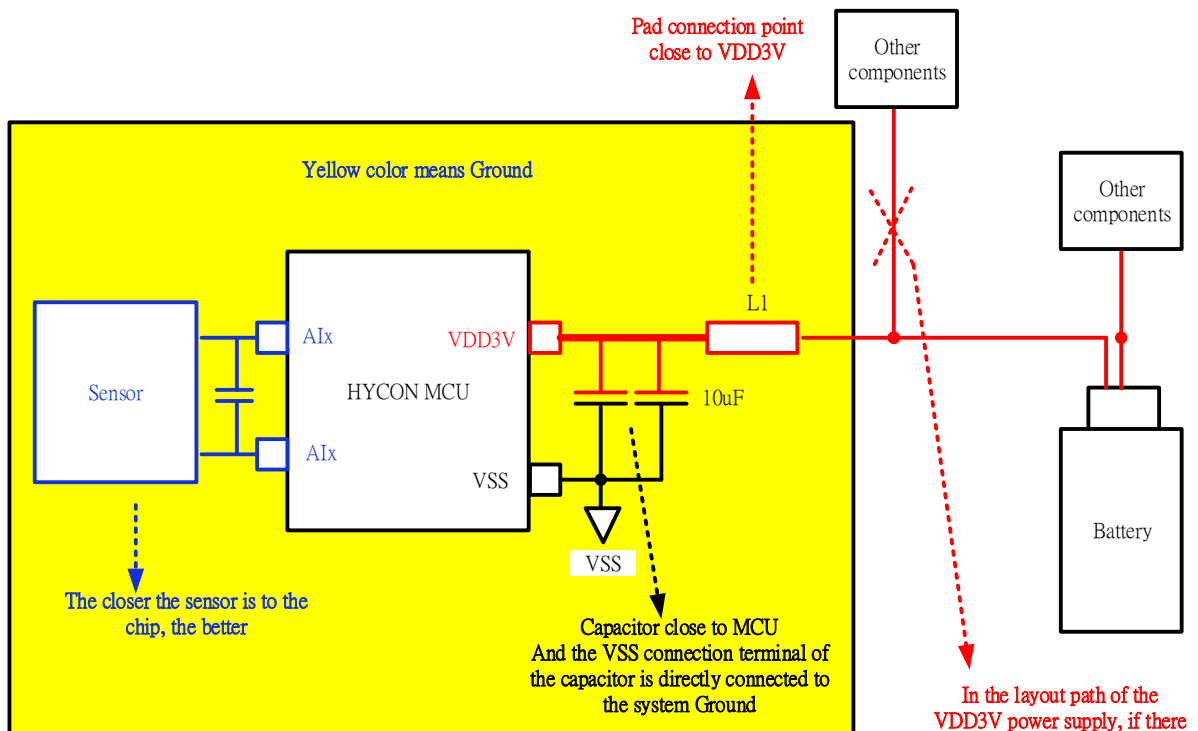 Pad connection point
close to VDD3V
Other
components
Yellow color means Ground
Other
components
L1
AIx
VDD3V
Sensor
HYCON MCU
10uF
AIx
VSS
VSS
Battery
The closer the sensor is to the
chip, the better
Capacitor close to MCU
And the VSS connection terminal of
the capacitor is directly connected to
the system Ground
In the layout path of the
VDD3V power supply, if there